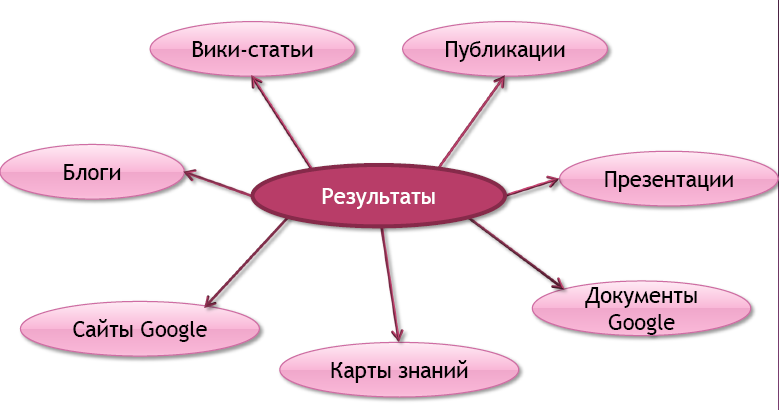 Вики-статьи
Публикации
Блоги
Результаты
Презентации
Сайты Google
Документы
Google
Карты знаний